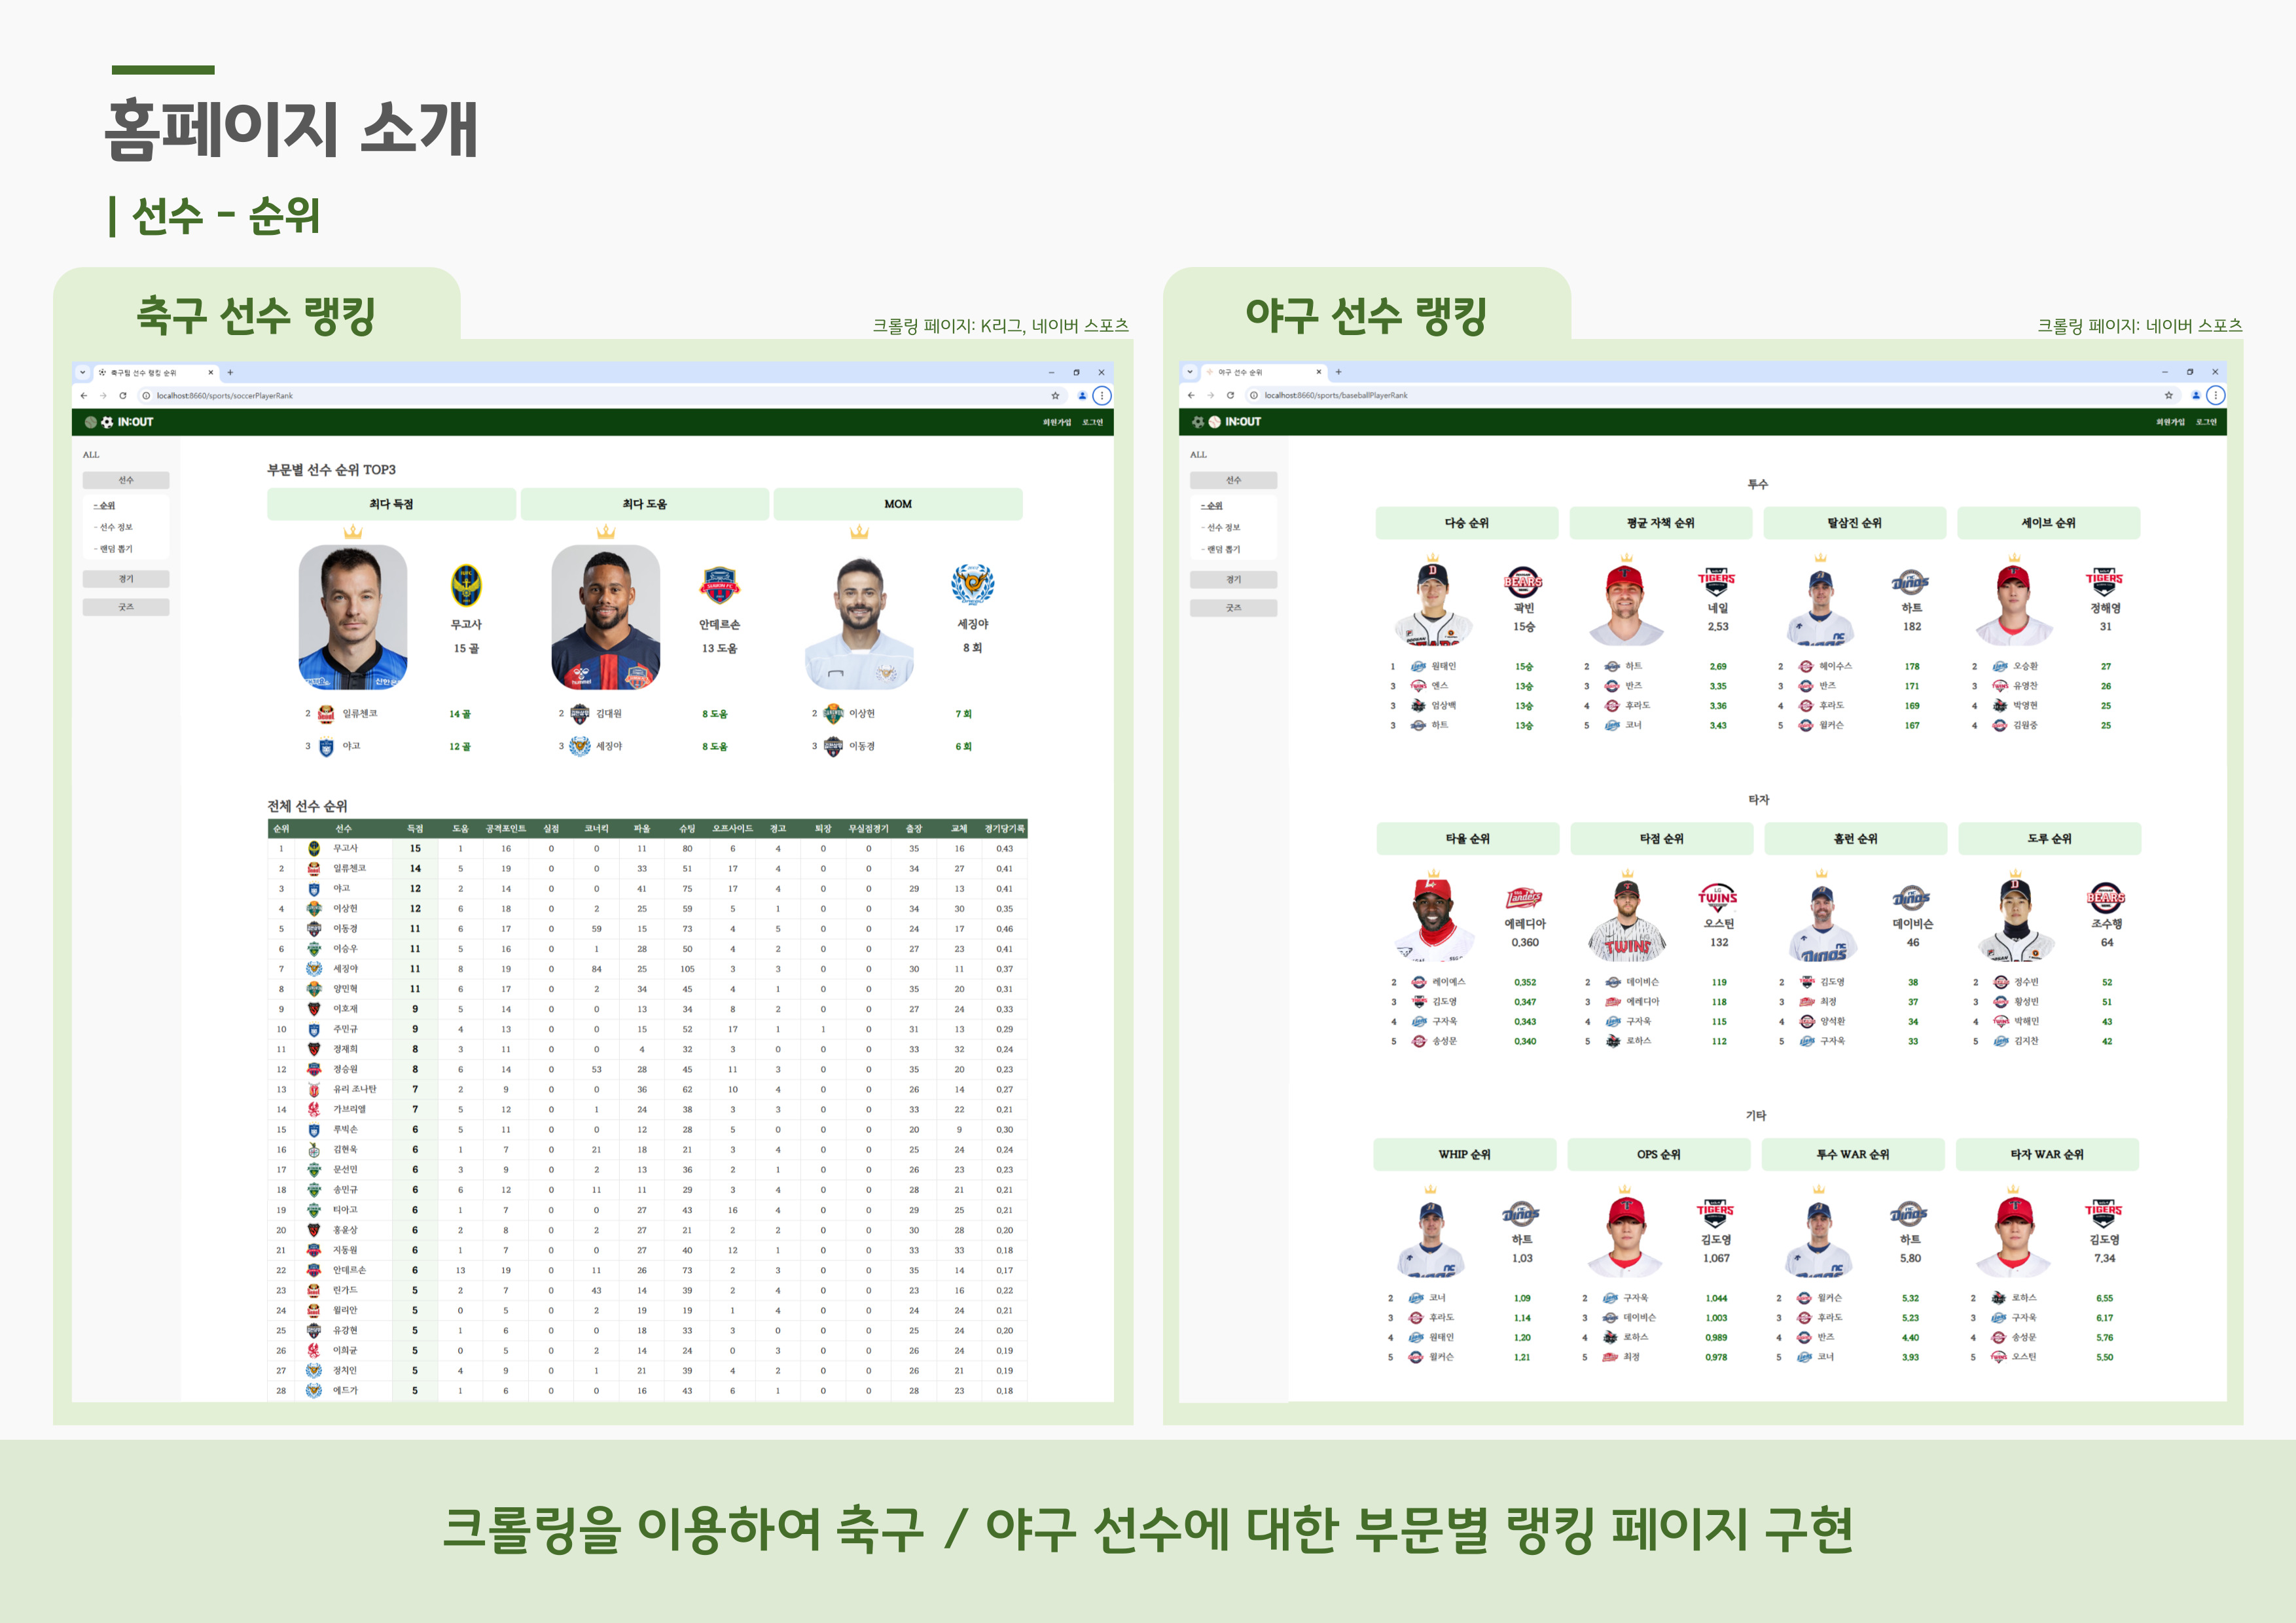 홈페이지 소개
| 선수 - 순위
축구 선수 랭킹
크롤링 페이지: K리그, 네이버 스포츠
축구팀 선수 랭킹 순위
localhost:8660/sports/soccerPlayerRank
IN:OUT
회원가입 로그인
ALL
선수
- 순위
- 선수 정보
- 랜덤 뽑기
경기
굿즈
부문별 선수 순위 TOP3
최다 득점 최다 도움 MOM
무고사 안데르손 세징야
15 골 13 도움 8 회
2 일류첸코 14 골 2 김대원 8 도움 2 이상헌 7 회
3 야고 12 골 3 세징야 8 도움 3 이동경 6 회
전체 선수 순위
순위 선수 득점 도움 공격포인트 실점 코너킥 파울 슈팅 오프사이드 경고 퇴장 무실점경기 출장 교체 경기당기록
1 무고사 15 1 16 0 0 11 80 6 4 0 0 35 16 0.43
2 일류첸코 14 5 19 0 0 33 51 17 4 0 0 34 27 0.41
3 야고 12 2 14 0 0 41 75 17 4 0 0 29 13 0.41
4 이상헌 12 6 18 0 2 25 59 5 1 0 0 34 30 0.35
5 이동경 11 6 17 0 59 15 73 4 5 0 0 24 17 0.46
6 이승우 11 5 16 0 1 28 50 4 2 0 0 27 23 0.41
7 세징야 11 8 19 0 84 25 105 3 3 0 0 30 11 0.37
8 양민혁 11 6 17 0 2 34 45 4 1 0 0 35 20 0.31
9 이호재 9 5 14 0 0 13 34 8 2 0 0 27 24 0.33
10 주민규 9 4 13 0 0 15 52 17 1 1 0 31 13 0.29
11 정재희 8 3 11 0 0 4 32 3 0 0 0 33 32 0.24
12 정승원 8 6 14 0 53 28 45 11 3 0 0 35 20 0.23
13 유리 조나탄 7 2 9 0 0 36 62 10 4 0 0 26 14 0.27
14 가브리엘 7 5 12 0 1 24 38 3 3 0 0 33 22 0.21
15 루빅손 6 5 11 0 0 12 28 5 0 0 0 20 9 0.30
16 김현욱 6 1 7 0 21 18 21 3 4 0 0 25 24 0.24
17 문선민 6 3 9 0 2 13 36 2 1 0 0 26 23 0.23
18 송민규 6 6 12 0 11 11 29 3 4 0 0 28 21 0.21
19 티아고 6 1 7 0 0 27 43 16 4 0 0 29 25 0.21
20 홍윤상 6 2 8 0 2 27 21 2 2 0 0 30 28 0.20
21 지동원 6 1 7 0 0 27 40 12 1 0 0 33 33 0.18
22 안데르손 6 13 19 0 11 26 73 2 3 0 0 35 14 0.17
23 린가드 5 2 7 0 43 14 39 2 4 0 0 23 16 0.22
24 윌리안 5 0 5 0 2 19 19 1 4 0 0 24 24 0.21
25 유강현 5 1 6 0 0 18 33 3 0 0 0 25 24 0.20
26 이희균 5 0 5 0 2 14 24 0 3 0 0 26 24 0.19
27 정치인 5 4 9 0 1 21 39 4 2 0 0 26 21 0.19
28 에드가 5 1 6 0 0 16 43 6 1 0 0 28 23 0.18
야구 선수 랭킹
크롤링 페이지: 네이버 스포츠
야구 선수 순위
localhost:8660/sports/baseballPlayerRank
IN:OUT
회원가입 로그인
ALL
선수
- 순위
- 선수 정보
- 랜덤 뽑기
경기
굿즈
투수
다승 순위 평균 자책 순위 탈삼진 순위 세이브 순위
BEARS TIGERS Dinos TIGERS
곽빈 네일 하트 정해영
15승 2.53 182 31
1 원태인 15승 2 하트 2.69 2 헤이수스 178 2 오승환 27
3 엔스 13승 3 반즈 3.35 3 반즈 171 3 유영찬 26
3 엄상백 13승 4 후라도 3.36 4 후라도 169 4 박영현 25
3 하트 13승 5 코너 3.43 5 윌커슨 167 4 김원중 25
타자
타율 순위 타점 순위 홈런 순위 도루 순위
Landers TWINS Dinos BEARS
에레디아 오스틴 데이비슨 조수행
0.360 132 46 64
2 레이예스 0.352 2 데이비슨 119 2 김도영 38 2 정수빈 52
3 김도영 0.347 3 에레디아 118 3 최정 37 3 황성빈 51
4 구자욱 0.343 4 구자욱 115 4 양석환 34 4 박해민 43
5 송성문 0.340 5 로하스 112 5 구자욱 33 5 김지찬 42
기타
WHIP 순위 OPS 순위 투수 WAR 순위 타자 WAR 순위
Dinos TIGERS Dinos TIGERS
하트 김도영 하트 김도영
1.03 1.067 5.80 7.34
2 코너 1.09 2 구자욱 1.044 2 윌커슨 5.32 2 로하스 6.55
3 후라도 1.14 3 데이비슨 1.003 3 후라도 5.23 3 구자욱 6.17
4 원태인 1.20 4 로하스 0.989 4 반즈 4.40 4 송성문 5.76
5 윌커슨 1.21 5 최정 0.978 5 코너 3.93 5 오스틴 5.50
크롤링을 이용하여 축구 / 야구 선수에 대한 부문별 랭킹 페이지 구현